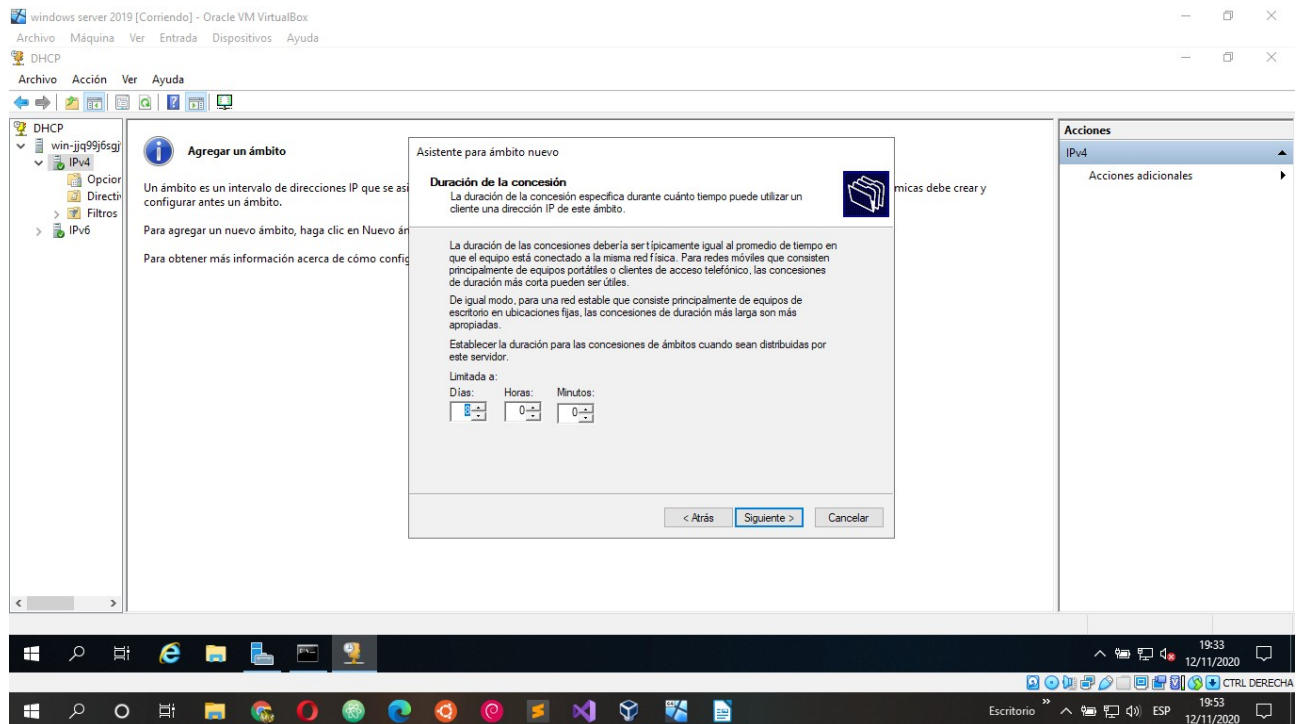 windows server 2019 [Corriendo] - Oracle VM VirtualBox
Archivo Máquina Ver Entrada Dispositivos Ayuda
DHCP
Archivo Acción Ver Ayuda
DHCP
win-jjq99j6sgj
IPv4
Opcion
Directiv
Filtros
IPv6
Agregar un ámbito
Un ámbito es un intervalo de direcciones IP que se asi
micas debe crear y
configurar antes un ámbito.
Para agregar un nuevo ámbito, haga clic en Nuevo ám
Para obtener más información acerca de cómo config
Asistente para ámbito nuevo
Duración de la concesión
La duración de la concesión especifica durante cuánto tiempo puede utilizar un
cliente una dirección IP de este ámbito.
La duración de las concesiones debería ser típicamente igual al promedio de tiempo en
que el equipo está conectado a la misma red física. Para redes móviles que consisten
principalmente de equipos portátiles o clientes de acceso telefónico, las concesiones
de duración más corta pueden ser útiles.
De igual modo, para una red estable que consiste principalmente de equipos de
escritorio en ubicaciones fijas, las concesiones de duración más larga son más
apropiadas.
Establecer la duración para las concesiones de ámbitos cuando sean distribuidas por
este servidor.
Limitada a:
Días: Horas: Minutos:
8 0 0
< Atrás Siguiente > Cancelar
Acciones
IPv4
Acciones adicionales
19:33
12/11/2020
CTRL DERECHA
Escritorio ESP 19:53
12/11/2020